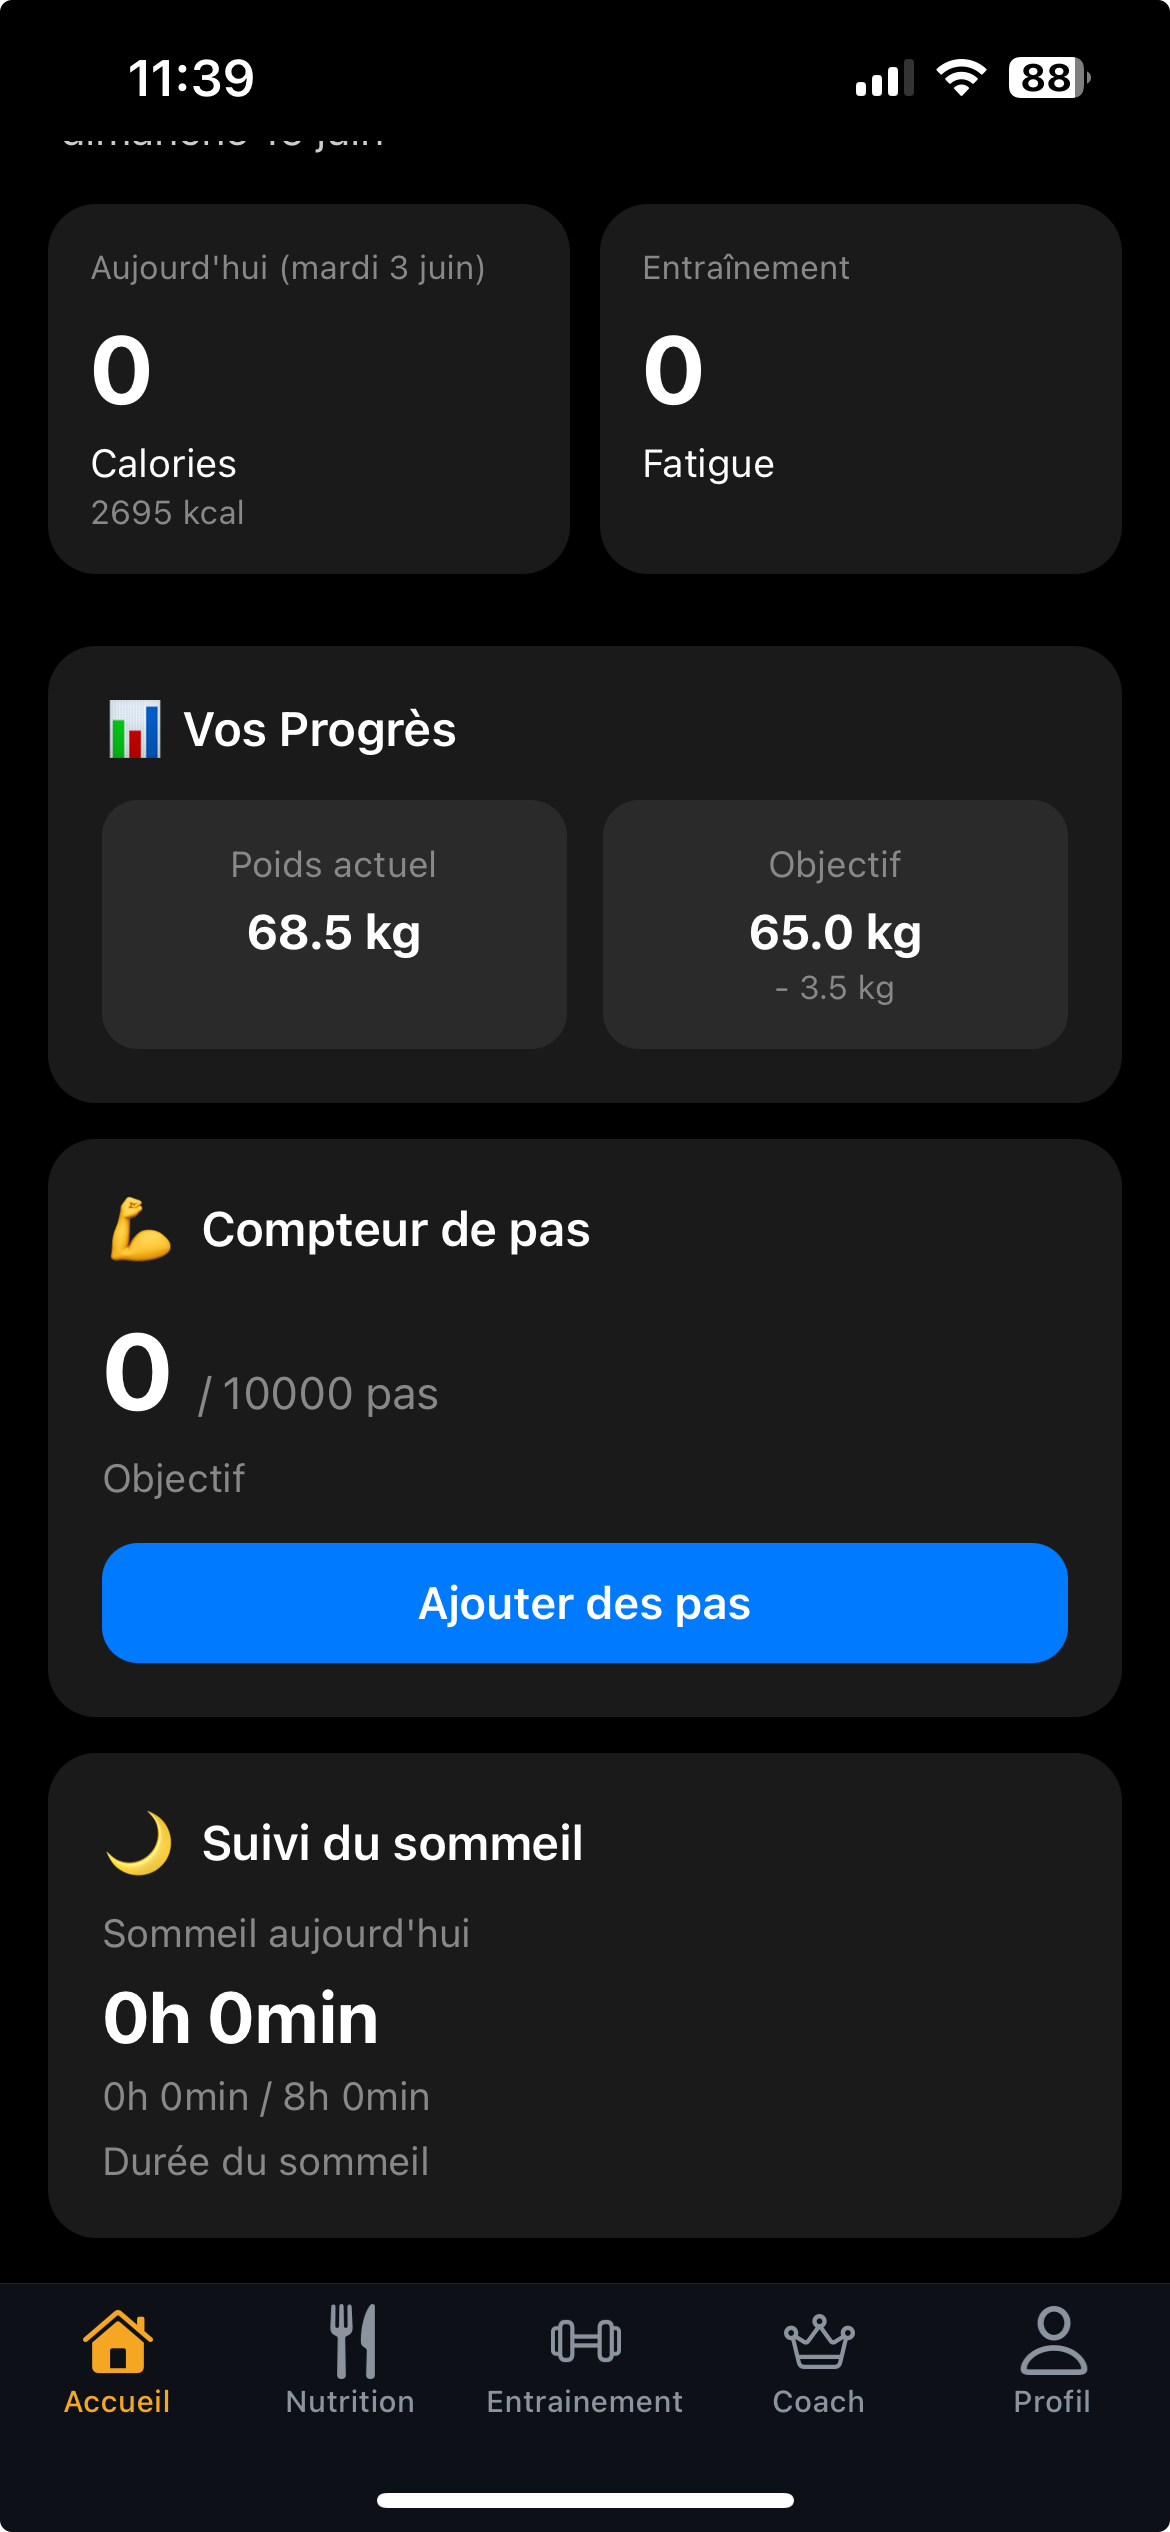 11:39
88
Aujourd'hui (mardi 3 juin)
0
Calories
2695 kcal
Entraînement
0
Fatigue
Vos Progrès
Poids actuel
68.5 kg
Objectif
65.0 kg
- 3.5 kg
Compteur de pas
0 / 10000 pas
Objectif
Ajouter des pas
Suivi du sommeil
Sommeil aujourd'hui
0h 0min
0h 0min / 8h 0min
Durée du sommeil
Accueil
Nutrition
Entrainement
Coach
Profil